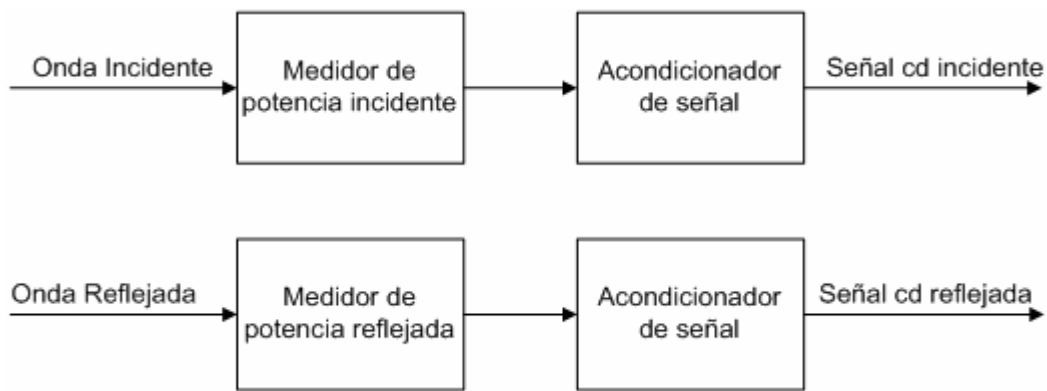 Onda Incidente
Medidor de
potencia incidente
Acondicionador
de señal
Señal cd incidente
Onda Reflejada
Medidor de
potencia reflejada
Acondicionador
de señal
Señal cd reflejada